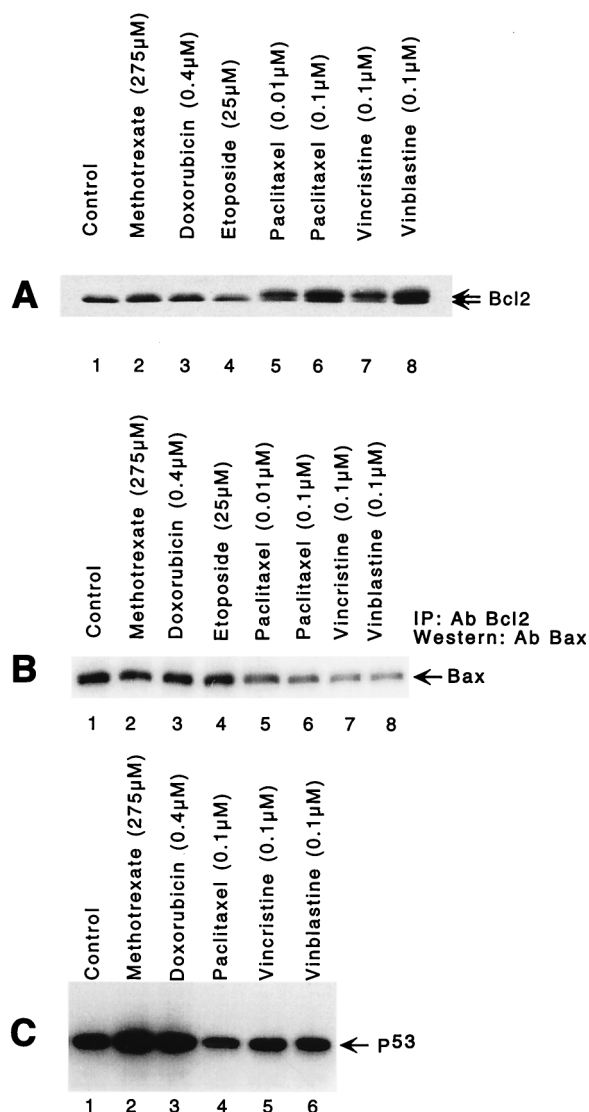 Control
Methotrexate (275µM)
Doxorubicin (0.4µM)
Etoposide (25µM)
Paclitaxel (0.01µM)
Paclitaxel (0.1µM)
Vincristine (0.1µM)
Vinblastine (0.1µM)
A
Bcl2
1 2 3 4 5 6 7 8
Control
Methotrexate (275µM)
Doxorubicin (0.4µM)
Etoposide (25µM)
Paclitaxel (0.01µM)
Paclitaxel (0.1µM)
Vincristine (0.1µM)
Vinblastine (0.1µM)
IP: Ab Bcl2
Western: Ab Bax
B
Bax
1 2 3 4 5 6 7 8
Control
Methotrexate (275µM)
Doxorubicin (0.4µM)
Paclitaxel (0.1µM)
Vincristine (0.1µM)
Vinblastine (0.1µM)
C
P53
1 2 3 4 5 6